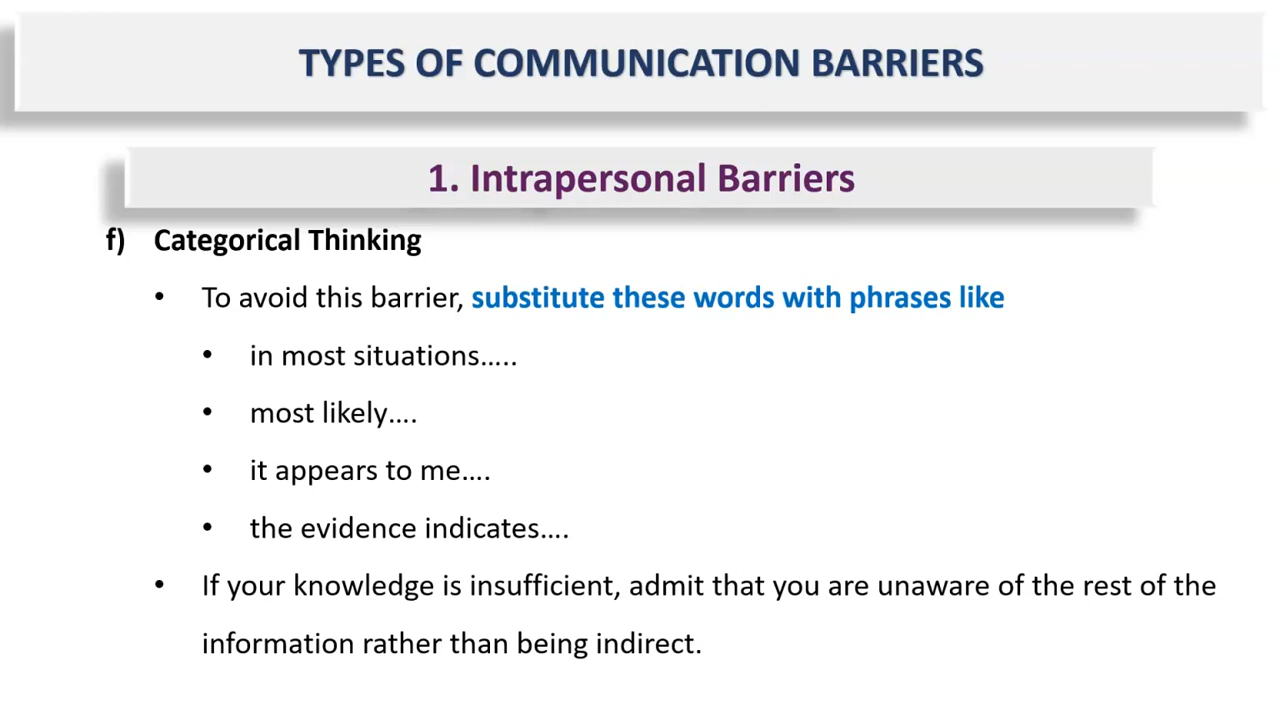 TYPES OF COMMUNICATION BARRIERS
1. Intrapersonal Barriers
f) Categorical Thinking
• To avoid this barrier, substitute these words with phrases like
• in most situations…..
• most likely….
• it appears to me….
• the evidence indicates….
• If your knowledge is insufficient, admit that you are unaware of the rest of the
information rather than being indirect.